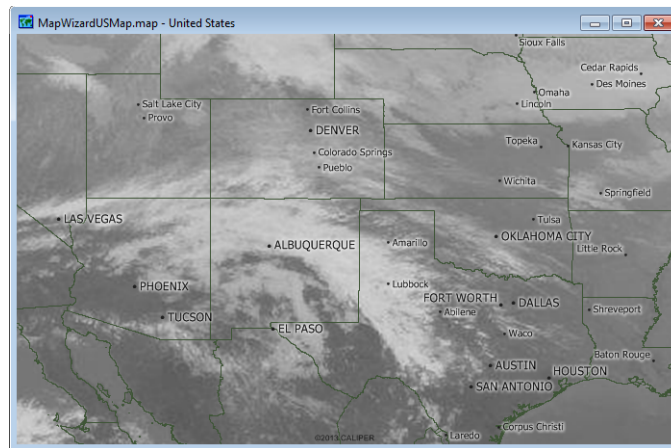 MapWizardUSMap.map - United States
Sioux Falls
Cedar Rapids
Des Moines
Omaha
Salt Lake City
Fort Collins
Lincoln
Provo
DENVER
Topeka
Kansas City
Colorado Springs
Pueblo
Wichita
Springfield
LAS VEGAS
Tulsa
ALBUQUERQUE
Amarillo
OKLAHOMA CITY
Little Rock
PHOENIX
Lubbock
FORT WORTH
DALLAS
Abilene
Shreveport
TUCSON
EL PASO
Waco
Baton Rouge
AUSTIN
HOUSTON
SAN ANTONIO
Corpus Christi
©2013 CALIPER
Laredo